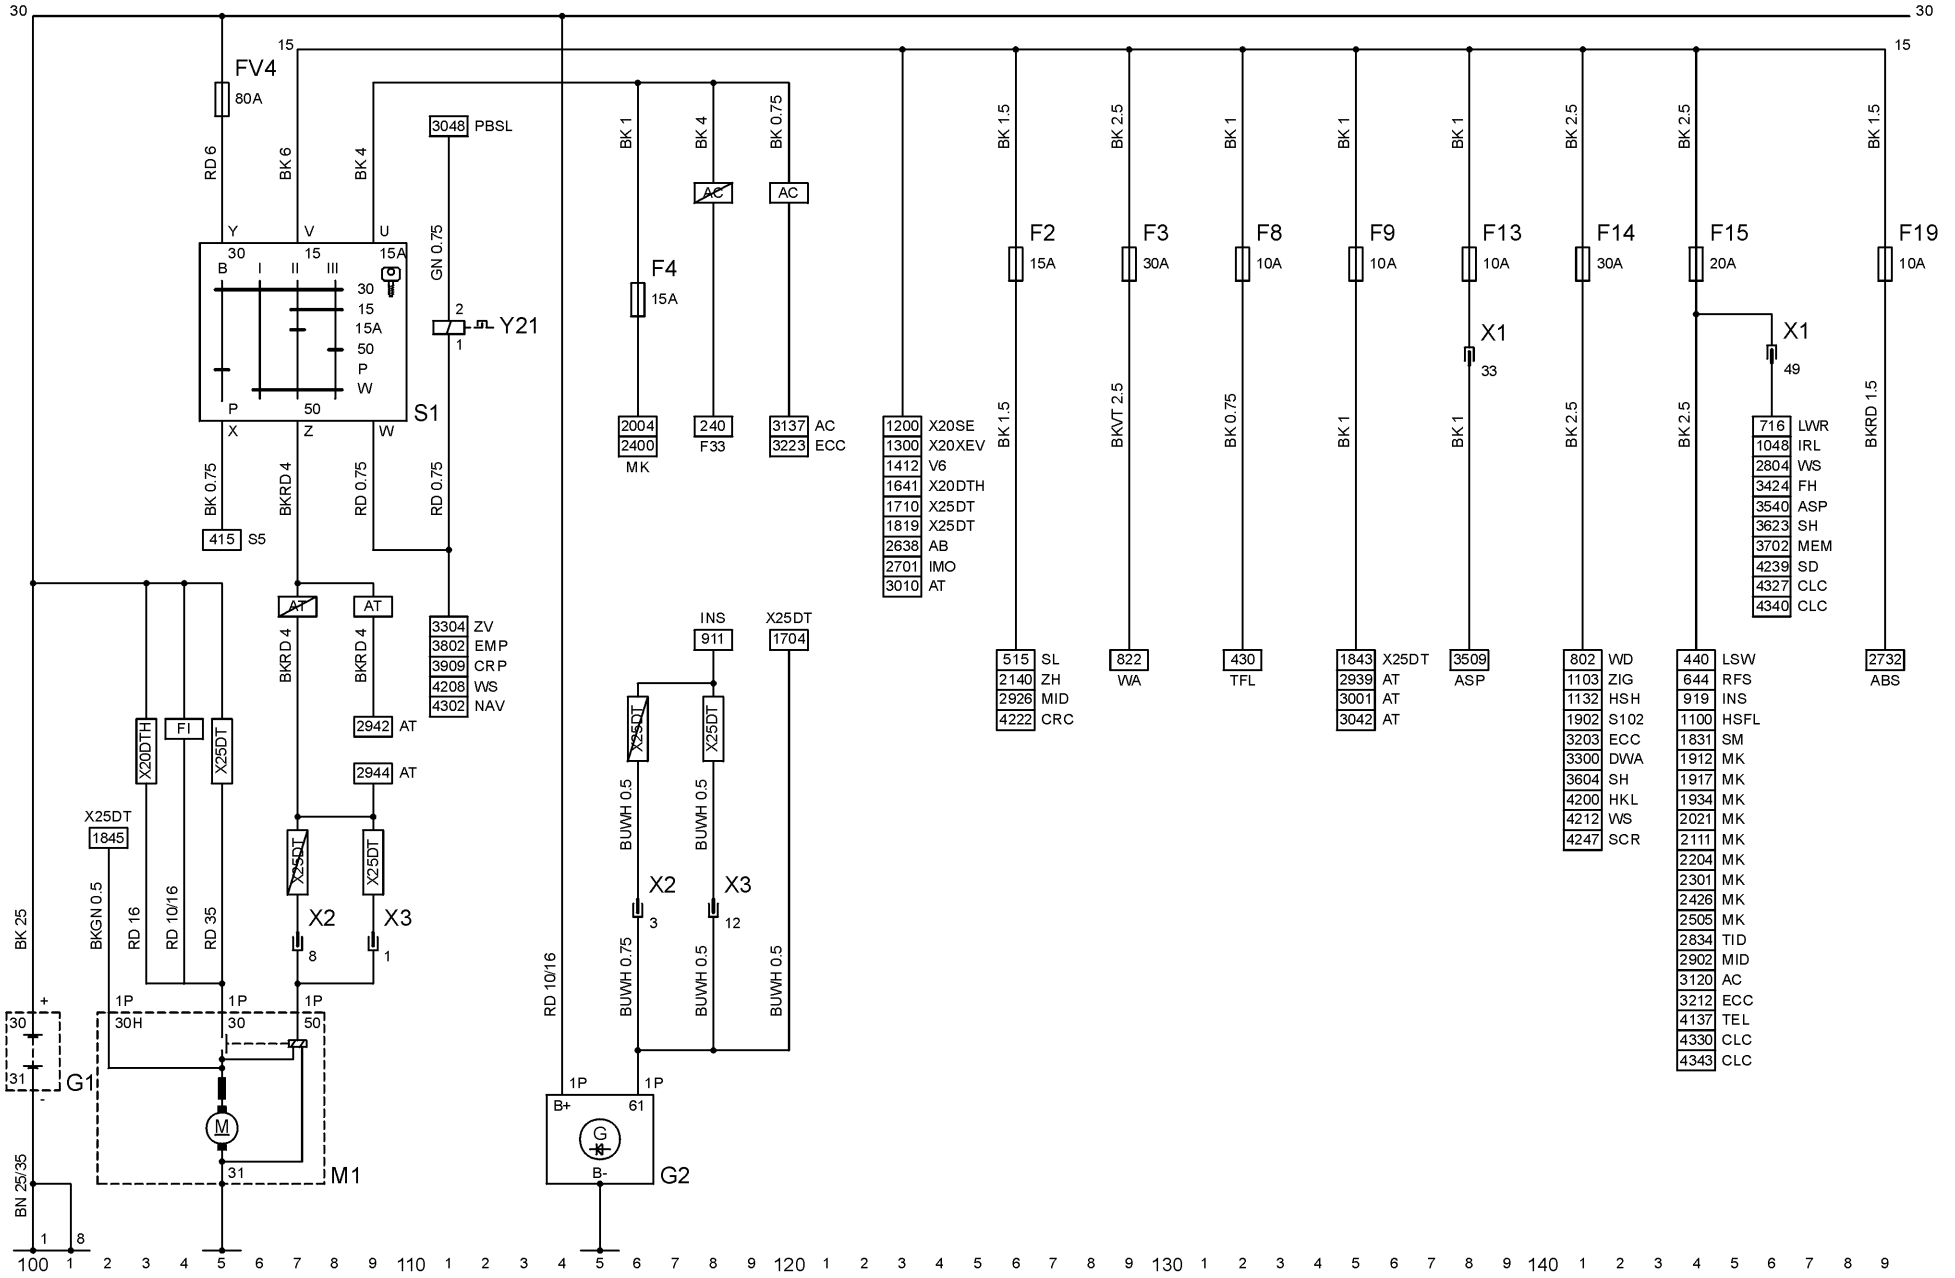 30
30
15
15
FV4
80A
RD 6
BK 6
BK 4
3048 PBSL
GN 0.75
BK 1
BK 4
BK 0.75
AC
AC
BK 1.5
BK 2.5
BK 1
BK 1
BK 1
BK 2.5
BK 2.5
BK 1.5
Y
V
U
30
15
15A
B
I
II
III
30
15
15A
50
P
W
P
50
S1
X
Z
W
2
1
Y21
F4
15A
F2
15A
F3
30A
F8
10A
F9
10A
F13
10A
F14
30A
F15
20A
F19
10A
X1
33
X1
49
BK 0.75
BKRD 4
RD 0.75
RD 0.75
415 S5
2004
2400
MK
240
F33
3137 AC
3223 ECC
1200 X20SE
1300 X20XEV
1412 V6
1641 X20DTH
1710 X25DT
1819 X25DT
2638 AB
2701 IMO
3010 AT
BK 1.5
BKVT 2.5
BK 0.75
BK 1
BK 1
BK 2.5
BK 2.5
BKRD 1.5
716 LWR
1048 IRL
2804 WS
3424 FH
3540 ASP
3623 SH
3702 MEM
4239 SD
4327 CLC
4340 CLC
AT
AT
BKRD 4
BKRD 4
3304 ZV
3802 EMP
3909 CRP
4208 WS
4302 NAV
2942 AT
2944 AT
INS
911
X25DT
1704
X25DT
X25DT
BUWH 0.5
BUWH 0.5
515 SL
2140 ZH
2926 MID
4222 CRC
822
WA
430
TFL
1843 X25DT
2939 AT
3001 AT
3042 AT
3509
ASP
802 WD
1103 ZIG
1132 HSH
1902 S102
3203 ECC
3300 DWA
3604 SH
4200 HKL
4212 WS
4247 SCR
440 LSW
644 RFS
919 INS
1100 HSFL
1831 SM
1912 MK
1917 MK
1934 MK
2021 MK
2111 MK
2204 MK
2301 MK
2426 MK
2505 MK
2834 TID
2902 MID
3120 AC
3212 ECC
4137 TEL
4330 CLC
4343 CLC
2732
ABS
X20DTH
FI
X25DT
X25DT
1845
X25DT
X25DT
BK 25
BKGN 0.5
RD 16
RD 10/16
RD 35
X2
8
X3
1
X2
3
X3
12
RD 10/16
BUWH 0.75
BUWH 0.5
BUWH 0.5
+
30
31
-
G1
1P
30H
1P
30
1P
50
M
31
M1
1P
B+
1P
61
G
B-
G2
BN 25/35
1
8
100 1 2 3 4 5 6 7 8 9 110 1 2 3 4 5 6 7 8 9 120 1 2 3 4 5 6 7 8 9 130 1 2 3 4 5 6 7 8 9 140 1 2 3 4 5 6 7 8 9